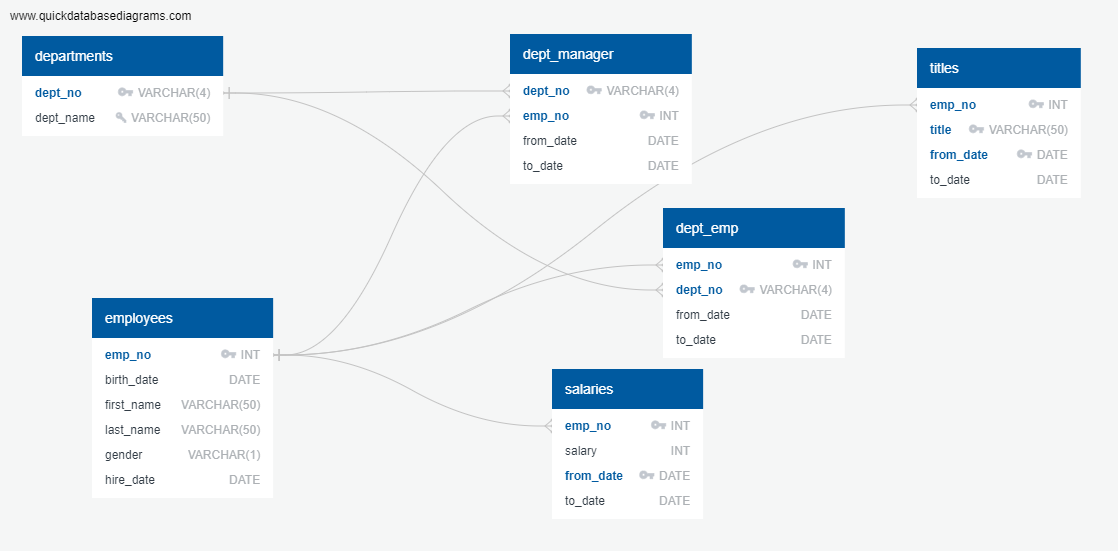 www.quickdatabasediagrams.com
departments
dept_no VARCHAR(4)
dept_name VARCHAR(50)
dept_manager
dept_no VARCHAR(4)
emp_no INT
from_date DATE
to_date DATE
titles
emp_no INT
title VARCHAR(50)
from_date DATE
to_date DATE
dept_emp
emp_no INT
dept_no VARCHAR(4)
from_date DATE
to_date DATE
employees
emp_no INT
birth_date DATE
first_name VARCHAR(50)
last_name VARCHAR(50)
gender VARCHAR(1)
hire_date DATE
salaries
emp_no INT
salary INT
from_date DATE
to_date DATE